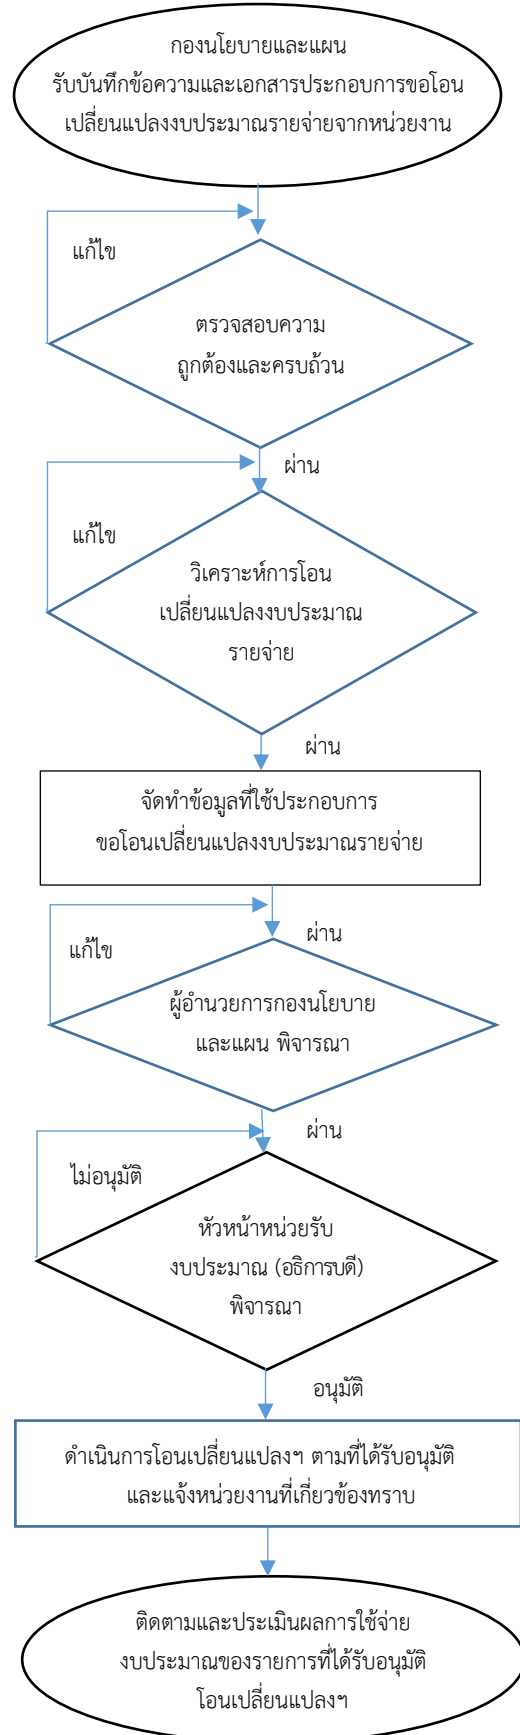 กองนโยบายและแผน
รับบันทึกข้อความและเอกสารประกอบการขอโอน
เปลี่ยนแปลงงบประมาณรายจ่ายจากหน่วยงาน
แก้ไข
ตรวจสอบความ
ถูกต้องและครบถ้วน
ผ่าน
แก้ไข
วิเคราะห์การโอน
เปลี่ยนแปลงงบประมาณ
รายจ่าย
ผ่าน
จัดทำข้อมูลที่ใช้ประกอบการ
ขอโอนเปลี่ยนแปลงงบประมาณรายจ่าย
ผ่าน
แก้ไข
ผู้อำนวยการกองนโยบาย
และแผน พิจารณา
ผ่าน
ไม่อนุมัติ
หัวหน้าหน่วยรับ
งบประมาณ (อธิการบดี)
พิจารณา
อนุมัติ
ดำเนินการโอนเปลี่ยนแปลงฯ ตามที่ได้รับอนุมัติ
และแจ้งหน่วยงานที่เกี่ยวข้องทราบ
ติดตามและประเมินผลการใช้จ่าย
งบประมาณของรายการที่ได้รับอนุมัติ
โอนเปลี่ยนแปลงฯ